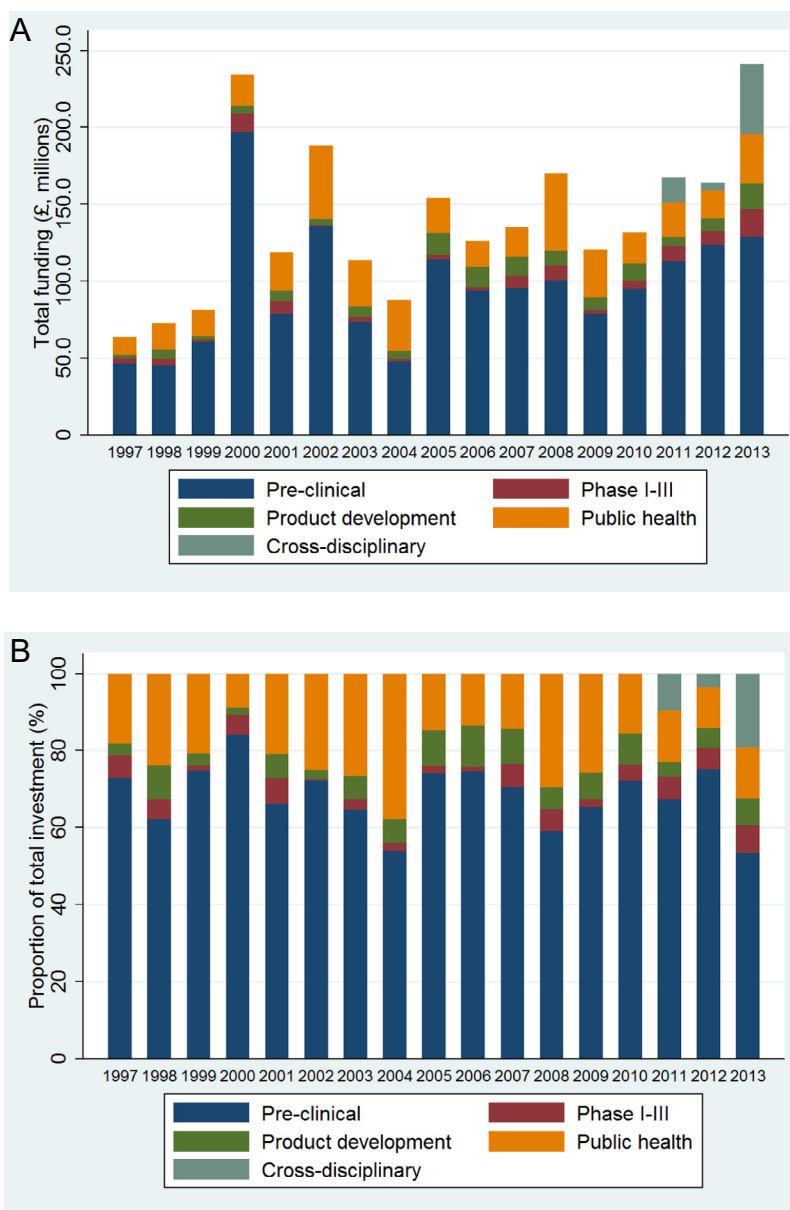 A
Total funding (£, millions)
250.0
200.0
150.0
100.0
50.0
0
1997 1998 1999 2000 2001 2002 2003 2004 2005 2006 2007 2008 2009 2010 2011 2012 2013
Pre-clinical Phase I-III
Product development Public health
Cross-disciplinary
B
Proportion of total investment (%)
100
80
60
40
20
0
1997 1998 1999 2000 2001 2002 2003 2004 2005 2006 2007 2008 2009 2010 2011 2012 2013
Pre-clinical Phase I-III
Product development Public health
Cross-disciplinary